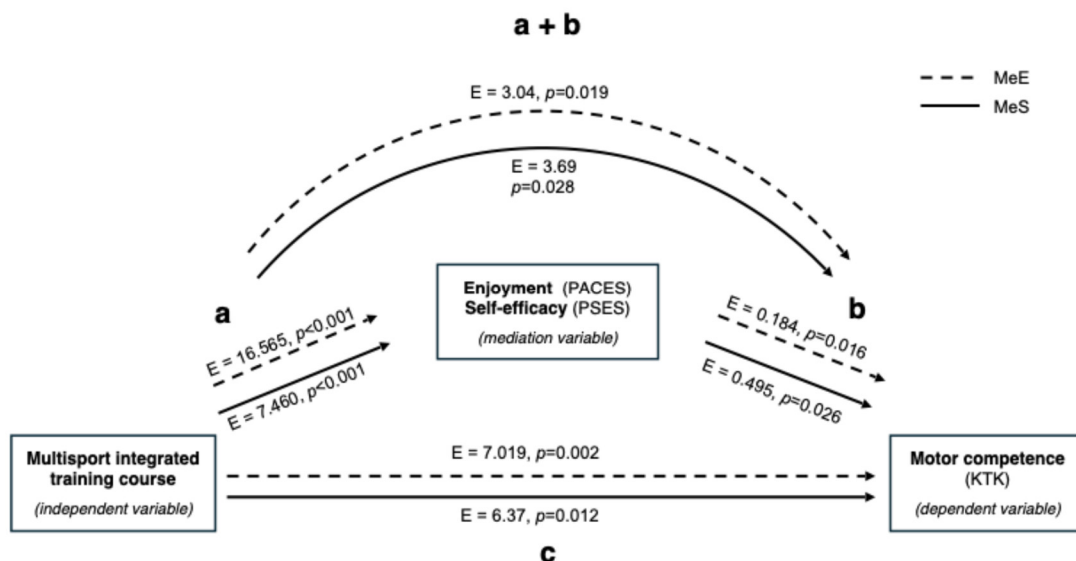 a + b
MeE
MeS
E = 3.04, p=0.019
E = 3.69
p=0.028
Enjoyment (PACES)
Self-efficacy (PSES)
(mediation variable)
a
b
E = 16.565, p<0.001
E = 7.460, p<0.001
E = 0.184, p=0.016
E = 0.495, p=0.026
Multisport integrated
training course
(independent variable)
E = 7.019, p=0.002
E = 6.37, p=0.012
Motor competence
(KTK)
(dependent variable)
c